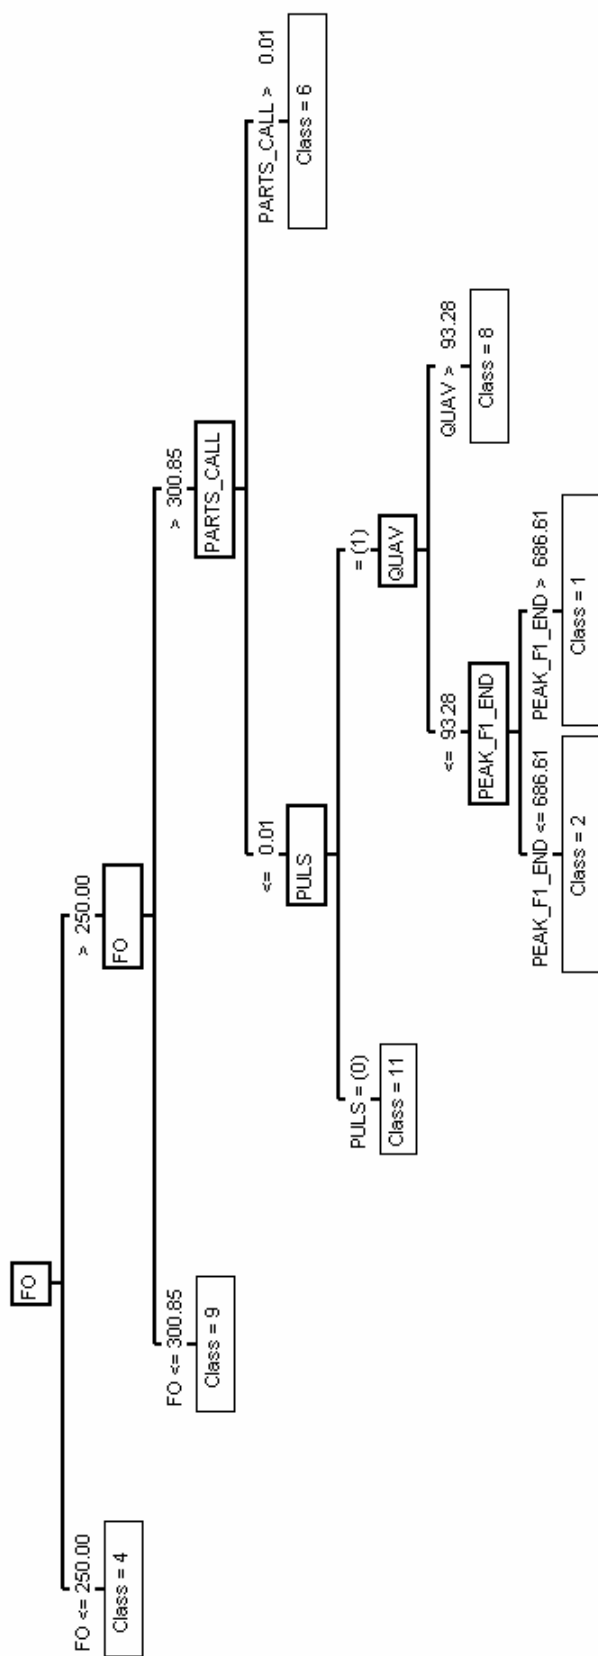 FO
FO <= 250.00
Class = 4
> 250.00
FO
FO <= 300.85
Class = 9
> 300.85
PARTS_CALL
<= 0.01
PULS
PARTS_CALL > 0.01
Class = 6
PULS = (0)
Class = 11
= (1)
QUAV
<= 93.28
PEAK_F1_END
QUAV > 93.28
Class = 8
PEAK_F1_END <= 686.61
Class = 2
PEAK_F1_END > 686.61
Class = 1